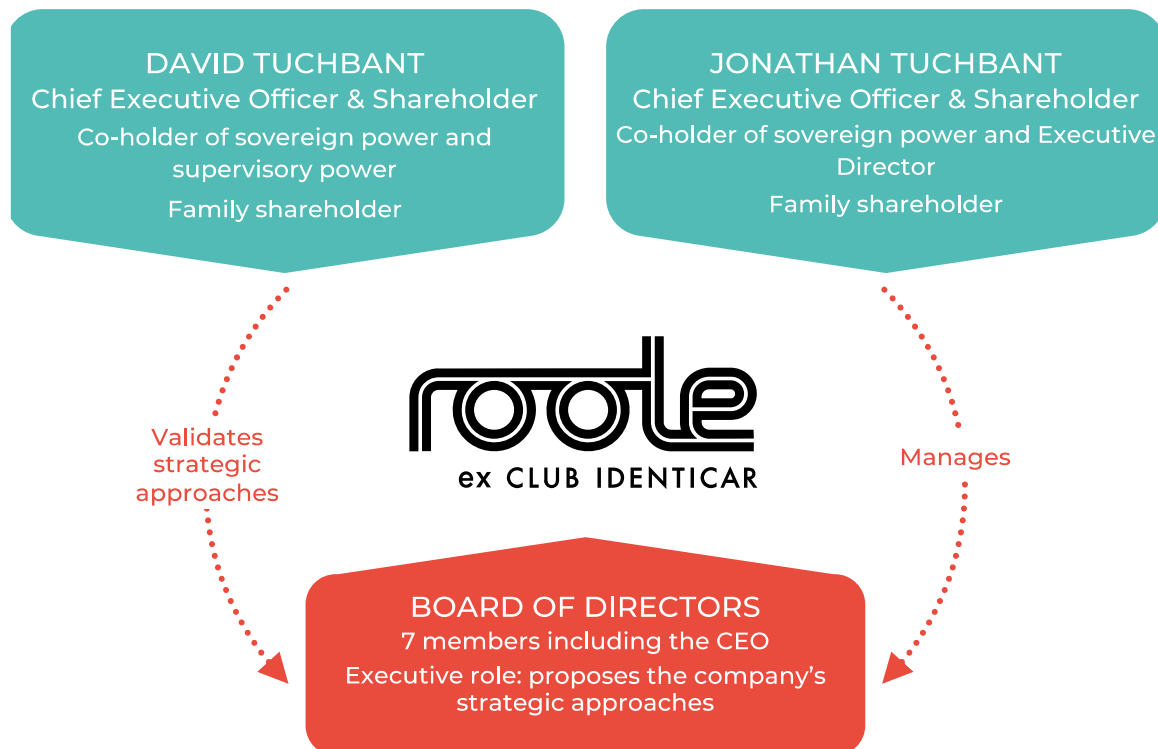 DAVID TUCHBANT
Chief Executive Officer & Shareholder
Co-holder of sovereign power and
supervisory power
Family shareholder
JONATHAN TUCHBANT
Chief Executive Officer & Shareholder
Co-holder of sovereign power and Executive
Director
Family shareholder
Validates
strategic
approaches
roole
ex CLUB IDENTICAR
Manages
BOARD OF DIRECTORS
7 members including the CEO
Executive role: proposes the company’s
strategic approaches